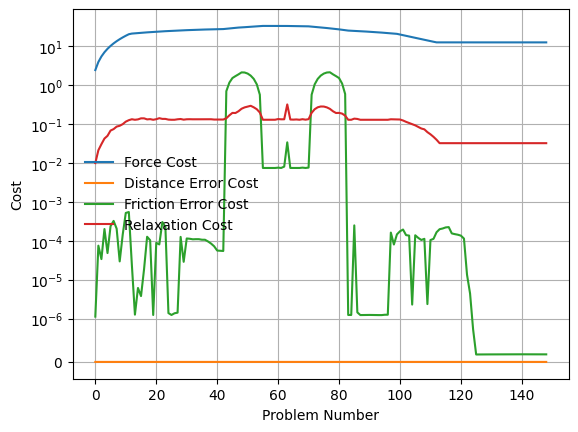 Cost
10¹
10⁰
10⁻¹
10⁻²
10⁻³
10⁻⁴
10⁻⁵
10⁻⁶
0
Force Cost
Distance Error Cost
Friction Error Cost
Relaxation Cost
0 20 40 60 80 100 120 140
Problem Number